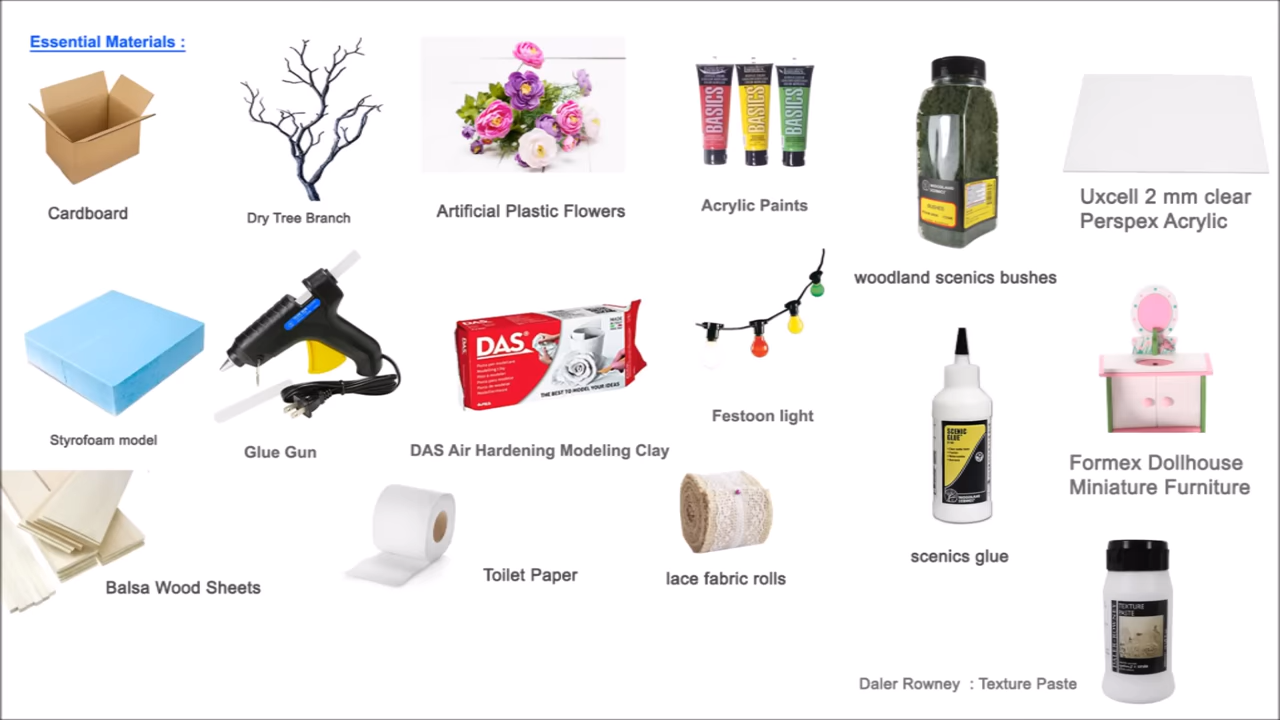 Essential Materials :
Cardboard
Dry Tree Branch
Artificial Plastic Flowers
BASICS
BASICS
BASICS
Acrylic Paints
woodland scenics bushes
Uxcell 2 mm clear
Perspex Acrylic
Styrofoam model
Glue Gun
DAS
THE BEST TO MODEL YOUR IDEAS
DAS Air Hardening Modeling Clay
Festoon light
SCENIC
GLUE
scenics glue
Formex Dollhouse
Miniature Furniture
Balsa Wood Sheets
Toilet Paper
lace fabric rolls
TEXTURE
PASTE
Daler Rowney : Texture Paste